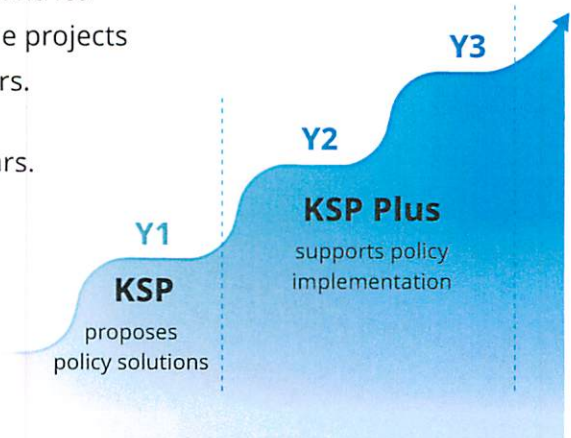 e projects
rs.
rs.
Y3
Y2
KSP Plus
supports policy
implementation
Y1
KSP
proposes
policy solutions